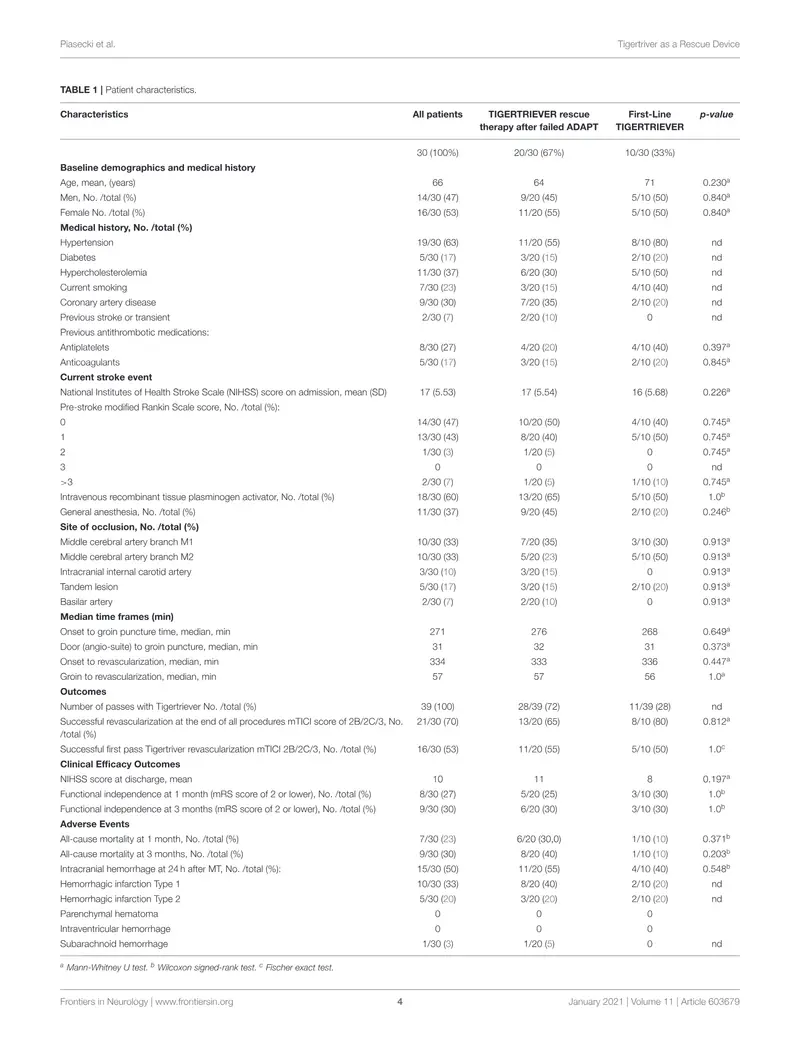 Piasecki et al.
Tigertriver as a Rescue Device
TABLE 1 | Patient characteristics.
Characteristics All patients TIGERTRIEVER rescue First-Line p-value
therapy after failed ADAPT TIGERTRIEVER
30 (100%) 20/30 (67%) 10/30 (33%)
Baseline demographics and medical history
Age, mean, (years) 66 64 71 0.230a
Men, No. /total (%) 14/30 (47) 9/20 (45) 5/10 (50) 0.840a
Female No. /total (%) 16/30 (53) 11/20 (55) 5/10 (50) 0.840a
Medical history, No. /total (%)
Hypertension 19/30 (63) 11/20 (55) 8/10 (80) nd
Diabetes 5/30 (17) 3/20 (15) 2/10 (20) nd
Hypercholesterolemia 11/30 (37) 6/20 (30) 5/10 (50) nd
Current smoking 7/30 (23) 3/20 (15) 4/10 (40) nd
Coronary artery disease 9/30 (30) 7/20 (35) 2/10 (20) nd
Previous stroke or transient 2/30 (7) 2/20 (10) 0 nd
Previous antithrombotic medications:
Antiplatelets 8/30 (27) 4/20 (20) 4/10 (40) 0.397a
Anticoagulants 5/30 (17) 3/20 (15) 2/10 (20) 0.845a
Current stroke event
National Institutes of Health Stroke Scale (NIHSS) score on admission, mean (SD) 17 (5.53) 17 (5.54) 16 (5.68) 0.226a
Pre-stroke modified Rankin Scale score, No. /total (%):
0 14/30 (47) 10/20 (50) 4/10 (40) 0.745a
1 13/30 (43) 8/20 (40) 5/10 (50) 0.745a
2 1/30 (3) 1/20 (5) 0 0.745a
3 0 0 0 nd
>3 2/30 (7) 1/20 (5) 1/10 (10) 0.745a
Intravenous recombinant tissue plasminogen activator, No. /total (%) 18/30 (60) 13/20 (65) 5/10 (50) 1.0b
General anesthesia, No. /total (%) 11/30 (37) 9/20 (45) 2/10 (20) 0.246b
Site of occlusion, No. /total (%)
Middle cerebral artery branch M1 10/30 (33) 7/20 (35) 3/10 (30) 0.913a
Middle cerebral artery branch M2 10/30 (33) 5/20 (23) 5/10 (50) 0.913a
Intracranial internal carotid artery 3/30 (10) 3/20 (15) 0 0.913a
Tandem lesion 5/30 (17) 3/20 (15) 2/10 (20) 0.913a
Basilar artery 2/30 (7) 2/20 (10) 0 0.913a
Median time frames (min)
Onset to groin puncture time, median, min 271 276 268 0.649a
Door (angio-suite) to groin puncture, median, min 31 32 31 0.373a
Onset to revascularization, median, min 334 333 336 0.447a
Groin to revascularization, median, min 57 57 56 1.0a
Outcomes
Number of passes with Tigertriever No. /total (%) 39 (100) 28/39 (72) 11/39 (28) nd
Successful revascularization at the end of all procedures mTICI score of 2B/2C/3, No. 21/30 (70) 13/20 (65) 8/10 (80) 0.812a
/total (%)
Successful first pass Tigertriver revascularization mTICI 2B/2C/3, No. /total (%) 16/30 (53) 11/20 (55) 5/10 (50) 1.0c
Clinical Efficacy Outcomes
NIHSS score at discharge, mean 10 11 8 0.197a
Functional independence at 1 month (mRS score of 2 or lower), No. /total (%) 8/30 (27) 5/20 (25) 3/10 (30) 1.0b
Functional independence at 3 months (mRS score of 2 or lower), No. /total (%) 9/30 (30) 6/20 (30) 3/10 (30) 1.0b
Adverse Events
All-cause mortality at 1 month, No. /total (%) 7/30 (23) 6/20 (30,0) 1/10 (10) 0.371b
All-cause mortality at 3 months, No. /total (%) 9/30 (30) 8/20 (40) 1/10 (10) 0.203b
Intracranial hemorrhage at 24 h after MT, No. /total (%): 15/30 (50) 11/20 (55) 4/10 (40) 0.548b
Hemorrhagic infarction Type 1 10/30 (33) 8/20 (40) 2/10 (20) nd
Hemorrhagic infarction Type 2 5/30 (20) 3/20 (20) 2/10 (20) nd
Parenchymal hematoma 0 0 0
Intraventricular hemorrhage 0 0 0
Subarachnoid hemorrhage 1/30 (3) 1/20 (5) 0 nd
a Mann-Whitney U test. b Wilcoxon signed-rank test. c Fischer exact test.
Frontiers in Neurology | www.frontiersin.org
4
January 2021 | Volume 11 | Article 603679